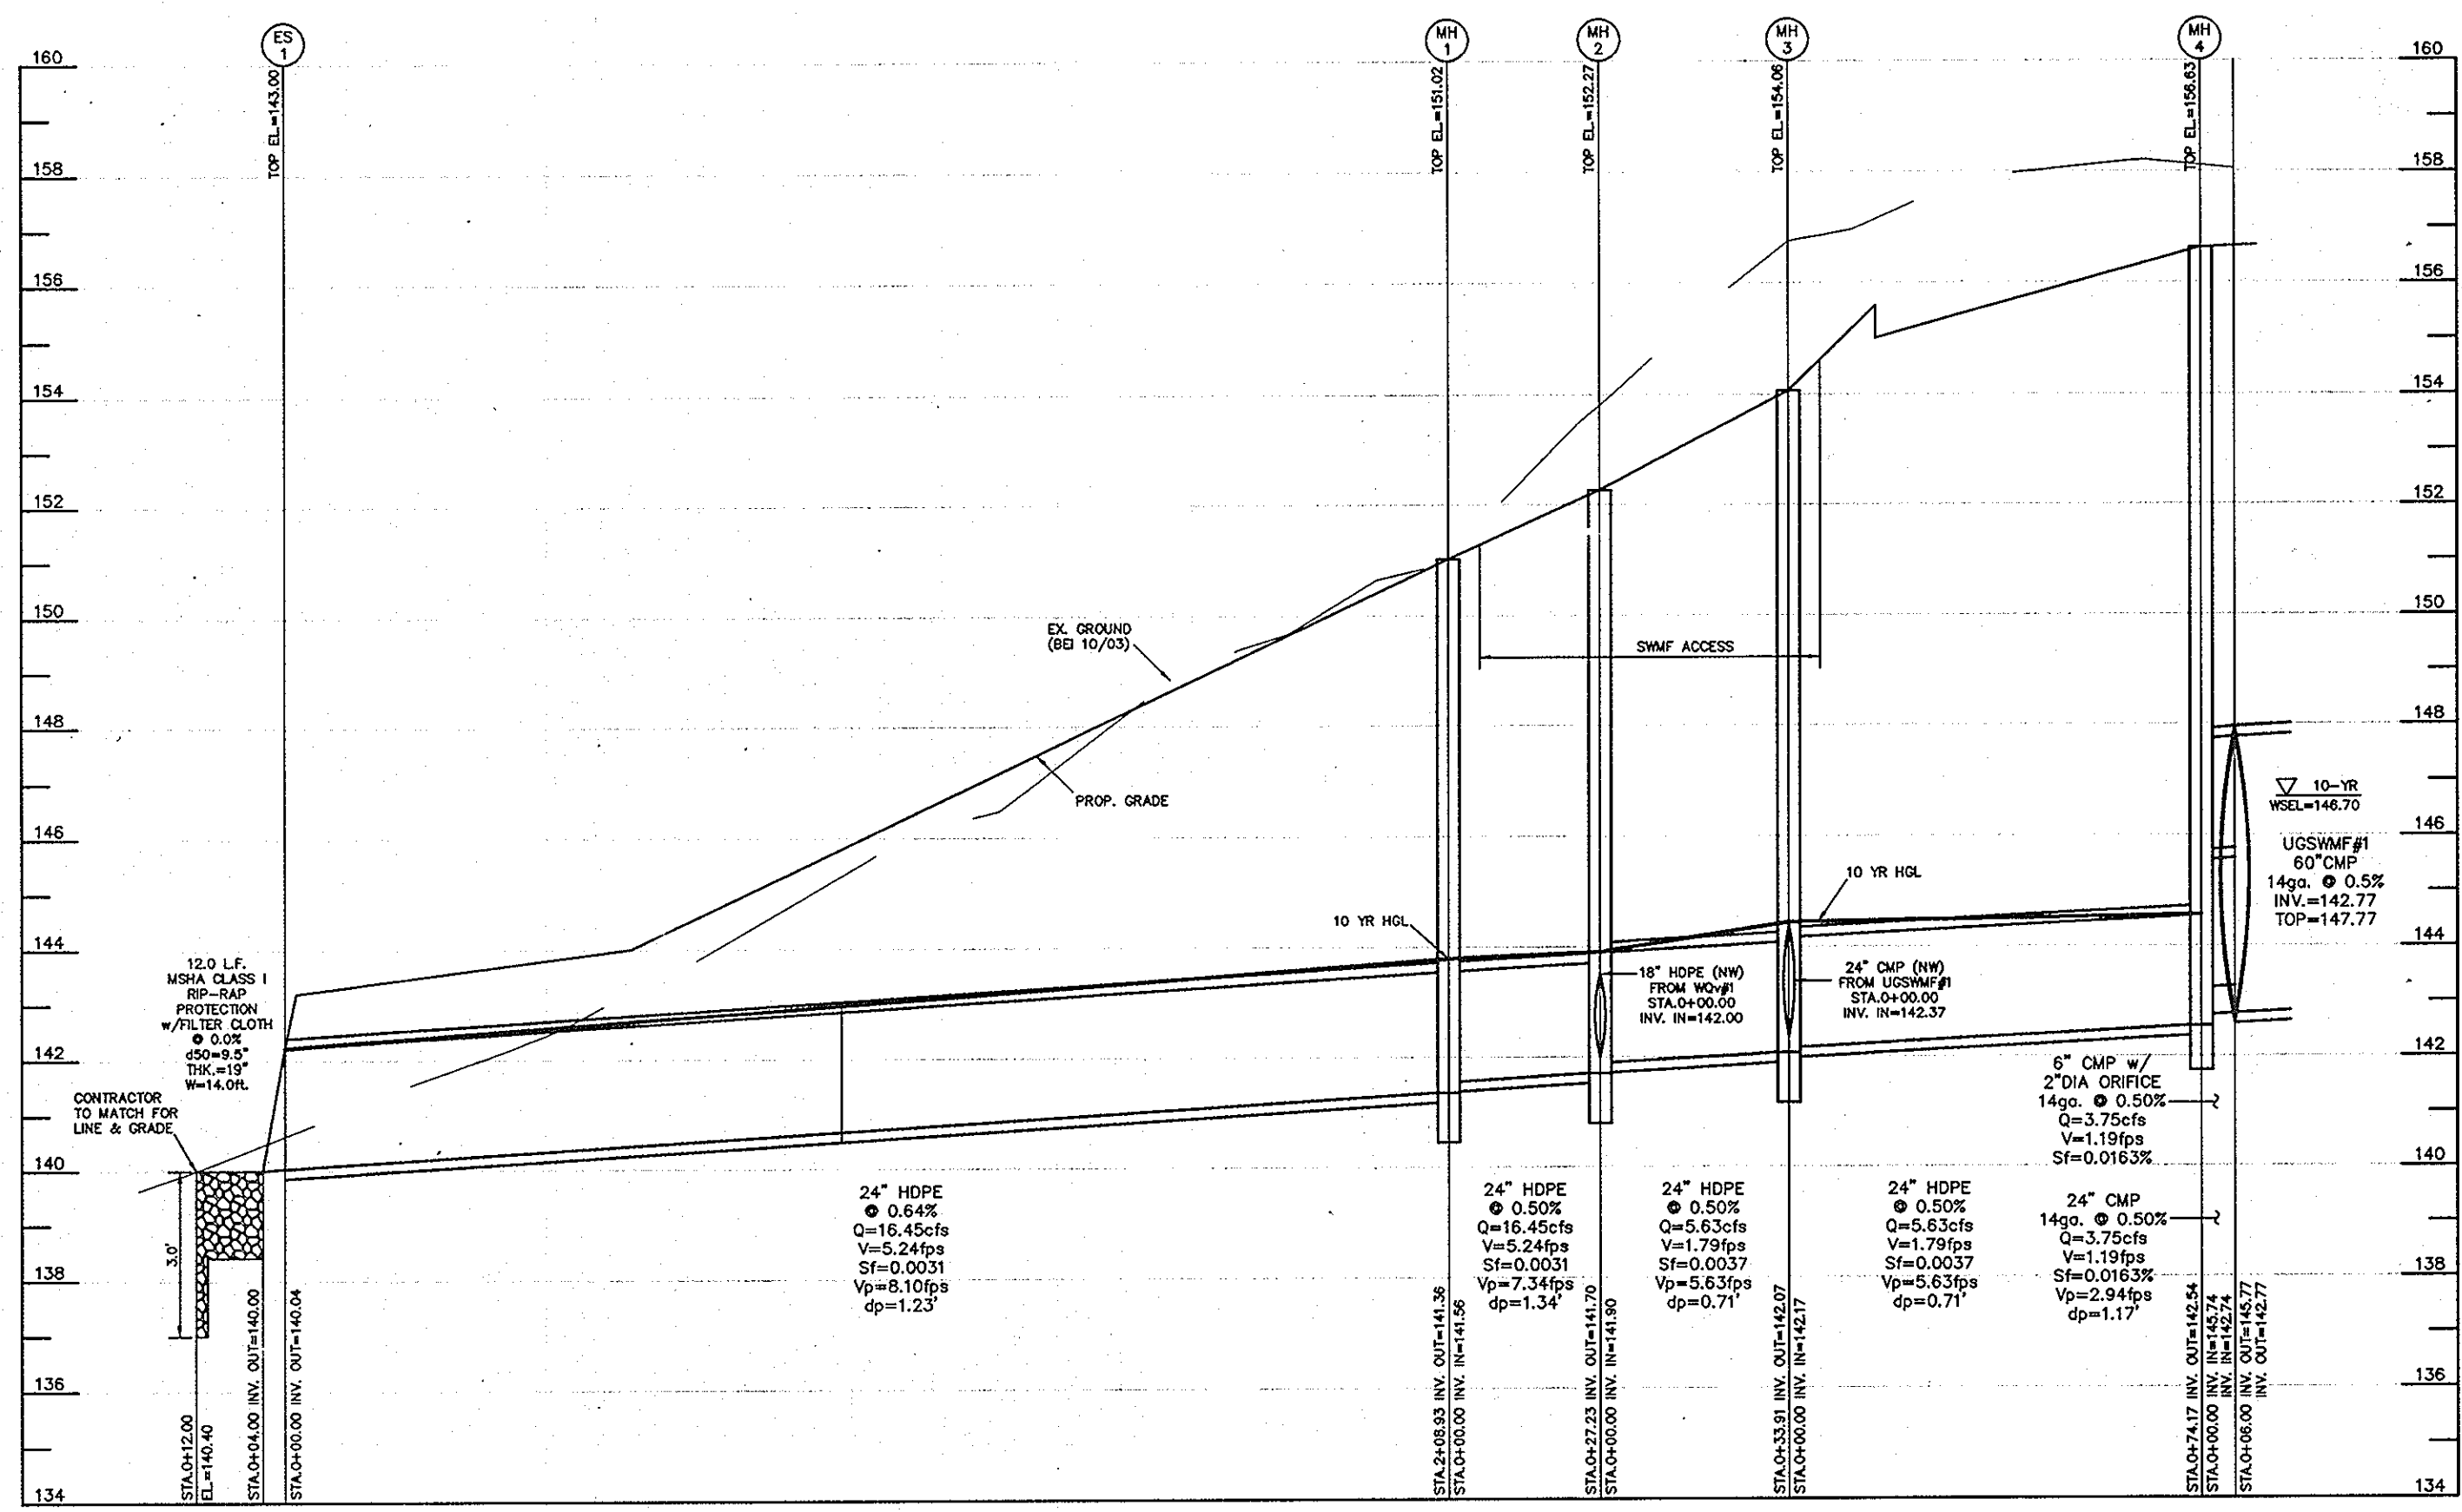 ES
1
MH
1
MH
2
MH
3
MH
4
TOP EL.=143.00
TOP EL.=151.02
TOP EL.=152.27
TOP EL.=154.06
TOP EL.=156.63
160
158
156
154
152
150
148
146
144
142
140
138
136
134
160
158
156
154
152
150
148
146
144
142
140
138
136
134
EX. GROUND
(BEI 10/03)
PROP. GRADE
SWMF ACCESS
10 YR HGL
10 YR HGL
10-YR
WSEL=146.70
UGSWMF#1
60"CMP
14ga. @ 0.5%
INV.=142.77
TOP=147.77
12.0 L.F.
MSHA CLASS I
RIP-RAP
PROTECTION
w/FILTER CLOTH
@ 0.0%
d50=9.5"
THK.=19"
W=14.0ft.
CONTRACTOR
TO MATCH FOR
LINE & GRADE
3.0'
18" HDPE (NW)
FROM WQv#1
STA.0+00.00
INV. IN=142.00
24" CMP (NW)
FROM UGSWMF#1
STA.0+00.00
INV. IN=142.37
6" CMP w/
2"DIA ORIFICE
14ga. @ 0.50%
Q=3.75cfs
V=1.19fps
Sf=0.0163%
24" CMP
14ga. @ 0.50%
Q=3.75cfs
V=1.19fps
Sf=0.0163%
Vp=2.94fps
dp=1.17'
24" HDPE
@ 0.64%
Q=16.45cfs
V=5.24fps
Sf=0.0031
Vp=8.10fps
dp=1.23'
24" HDPE
@ 0.50%
Q=16.45cfs
V=5.24fps
Sf=0.0031
Vp=7.34fps
dp=1.34'
24" HDPE
@ 0.50%
Q=5.63cfs
V=1.79fps
Sf=0.0037
Vp=5.63fps
dp=0.71'
24" HDPE
@ 0.50%
Q=5.63cfs
V=1.79fps
Sf=0.0037
Vp=5.63fps
dp=0.71'
STA.0+12.00
EL.=140.40
STA.0+04.00 INV. OUT=140.00
STA.0+00.00 INV. OUT=140.04
STA.2+08.93 INV. OUT=141.36
STA.0+00.00 INV. IN=141.56
STA.0+27.23 INV. OUT=141.70
STA.0+00.00 INV. IN=141.90
STA.0+33.91 INV. OUT=142.07
STA.0+00.00 INV. IN=142.17
STA.0+74.17 INV. OUT=142.54
STA.0+00.00 INV. IN=145.74
INV. IN=142.74
STA.0+06.00 INV. OUT=145.77
INV. OUT=142.77